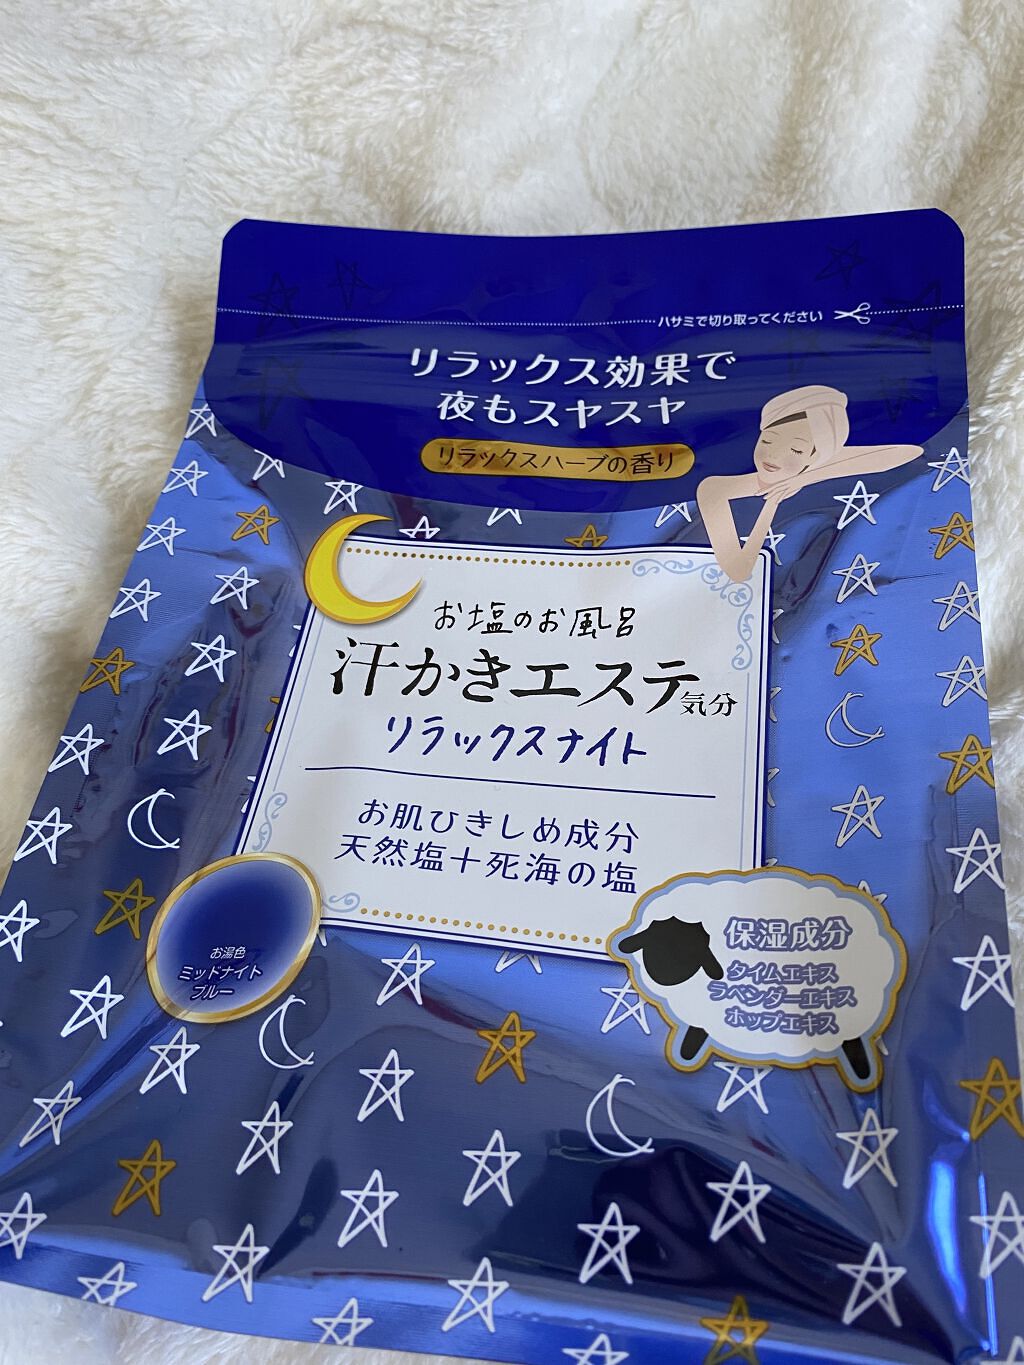 ハサミで切り取ってください
リラックス効果で
夜もスヤスヤ
リラックスハーブの香り
お塩のお風呂
汗かきエステ気分
リラックスナイト
お肌ひきしめ成分
天然塩+死海の塩
お湯色
ミッドナイト
ブルー
保湿成分
タイムエキス
ラベンダーエキス
ホップエキス